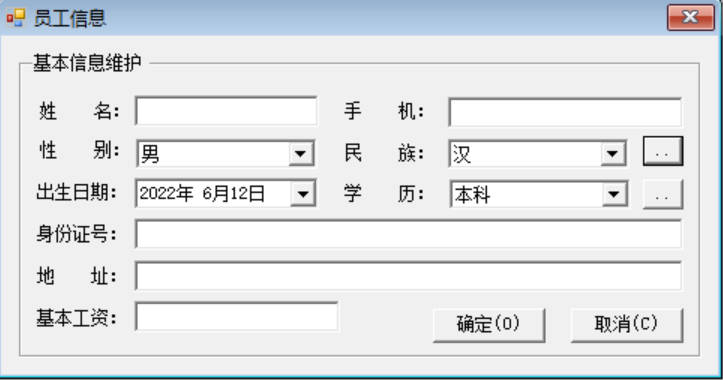 员工信息
基本信息维护
姓 名： 手 机：
性 别： 男 民 族： 汉 ..
出生日期： 2022年 6月12日 学 历： 本科 ..
身份证号：
地 址：
基本工资： 确定(O) 取消(C)